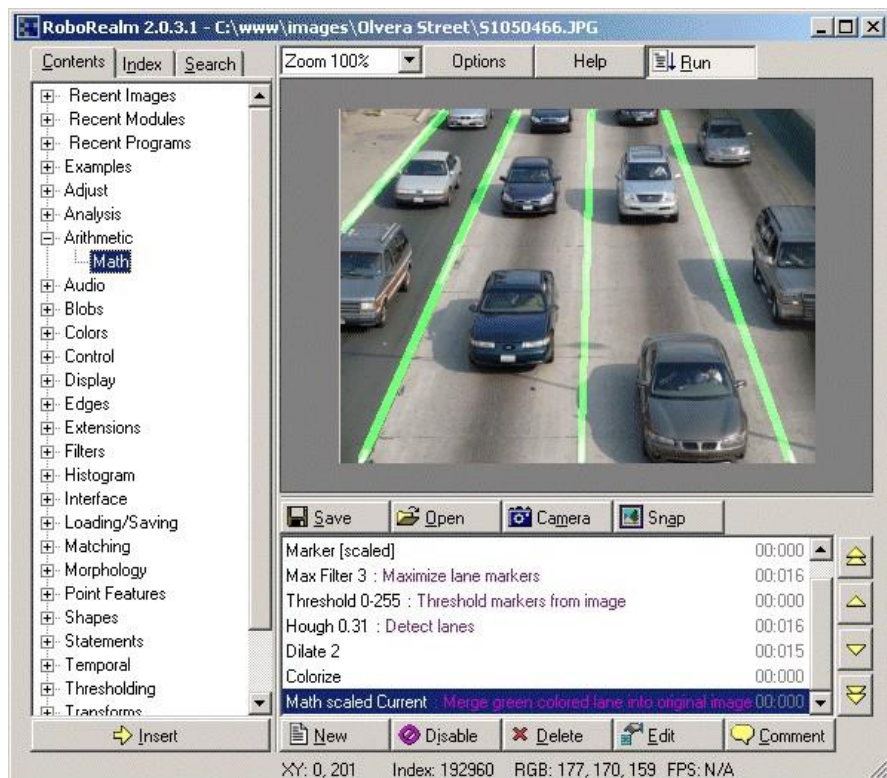 RoboRealm 2.0.3.1 - C:\www\images\Olvera Street\S1050466.JPG
Contents Index Search
Zoom 100% Options Help Run
Recent Images
Recent Modules
Recent Programs
Examples
Adjust
Analysis
Arithmetic
Math
Audio
Blobs
Colors
Control
Display
Edges
Extensions
Filters
Histogram
Interface
Loading/Saving
Matching
Morphology
Point Features
Shapes
Statements
Temporal
Thresholding
Transforms
Insert
Save Open Camera Snap
Marker [scaled] 00:000
Max Filter 3 : Maximize lane markers 00:016
Threshold 0-255 : Threshold markers from image 00:000
Hough 0.31 : Detect lanes 00:016
Dilate 2 00:015
Colorize 00:000
Math scaled Current : Merge green colored lane into original image 00:000
New Disable Delete Edit Comment
XY: 0, 201 Index: 192960 RGB: 177, 170, 159 FPS: N/A